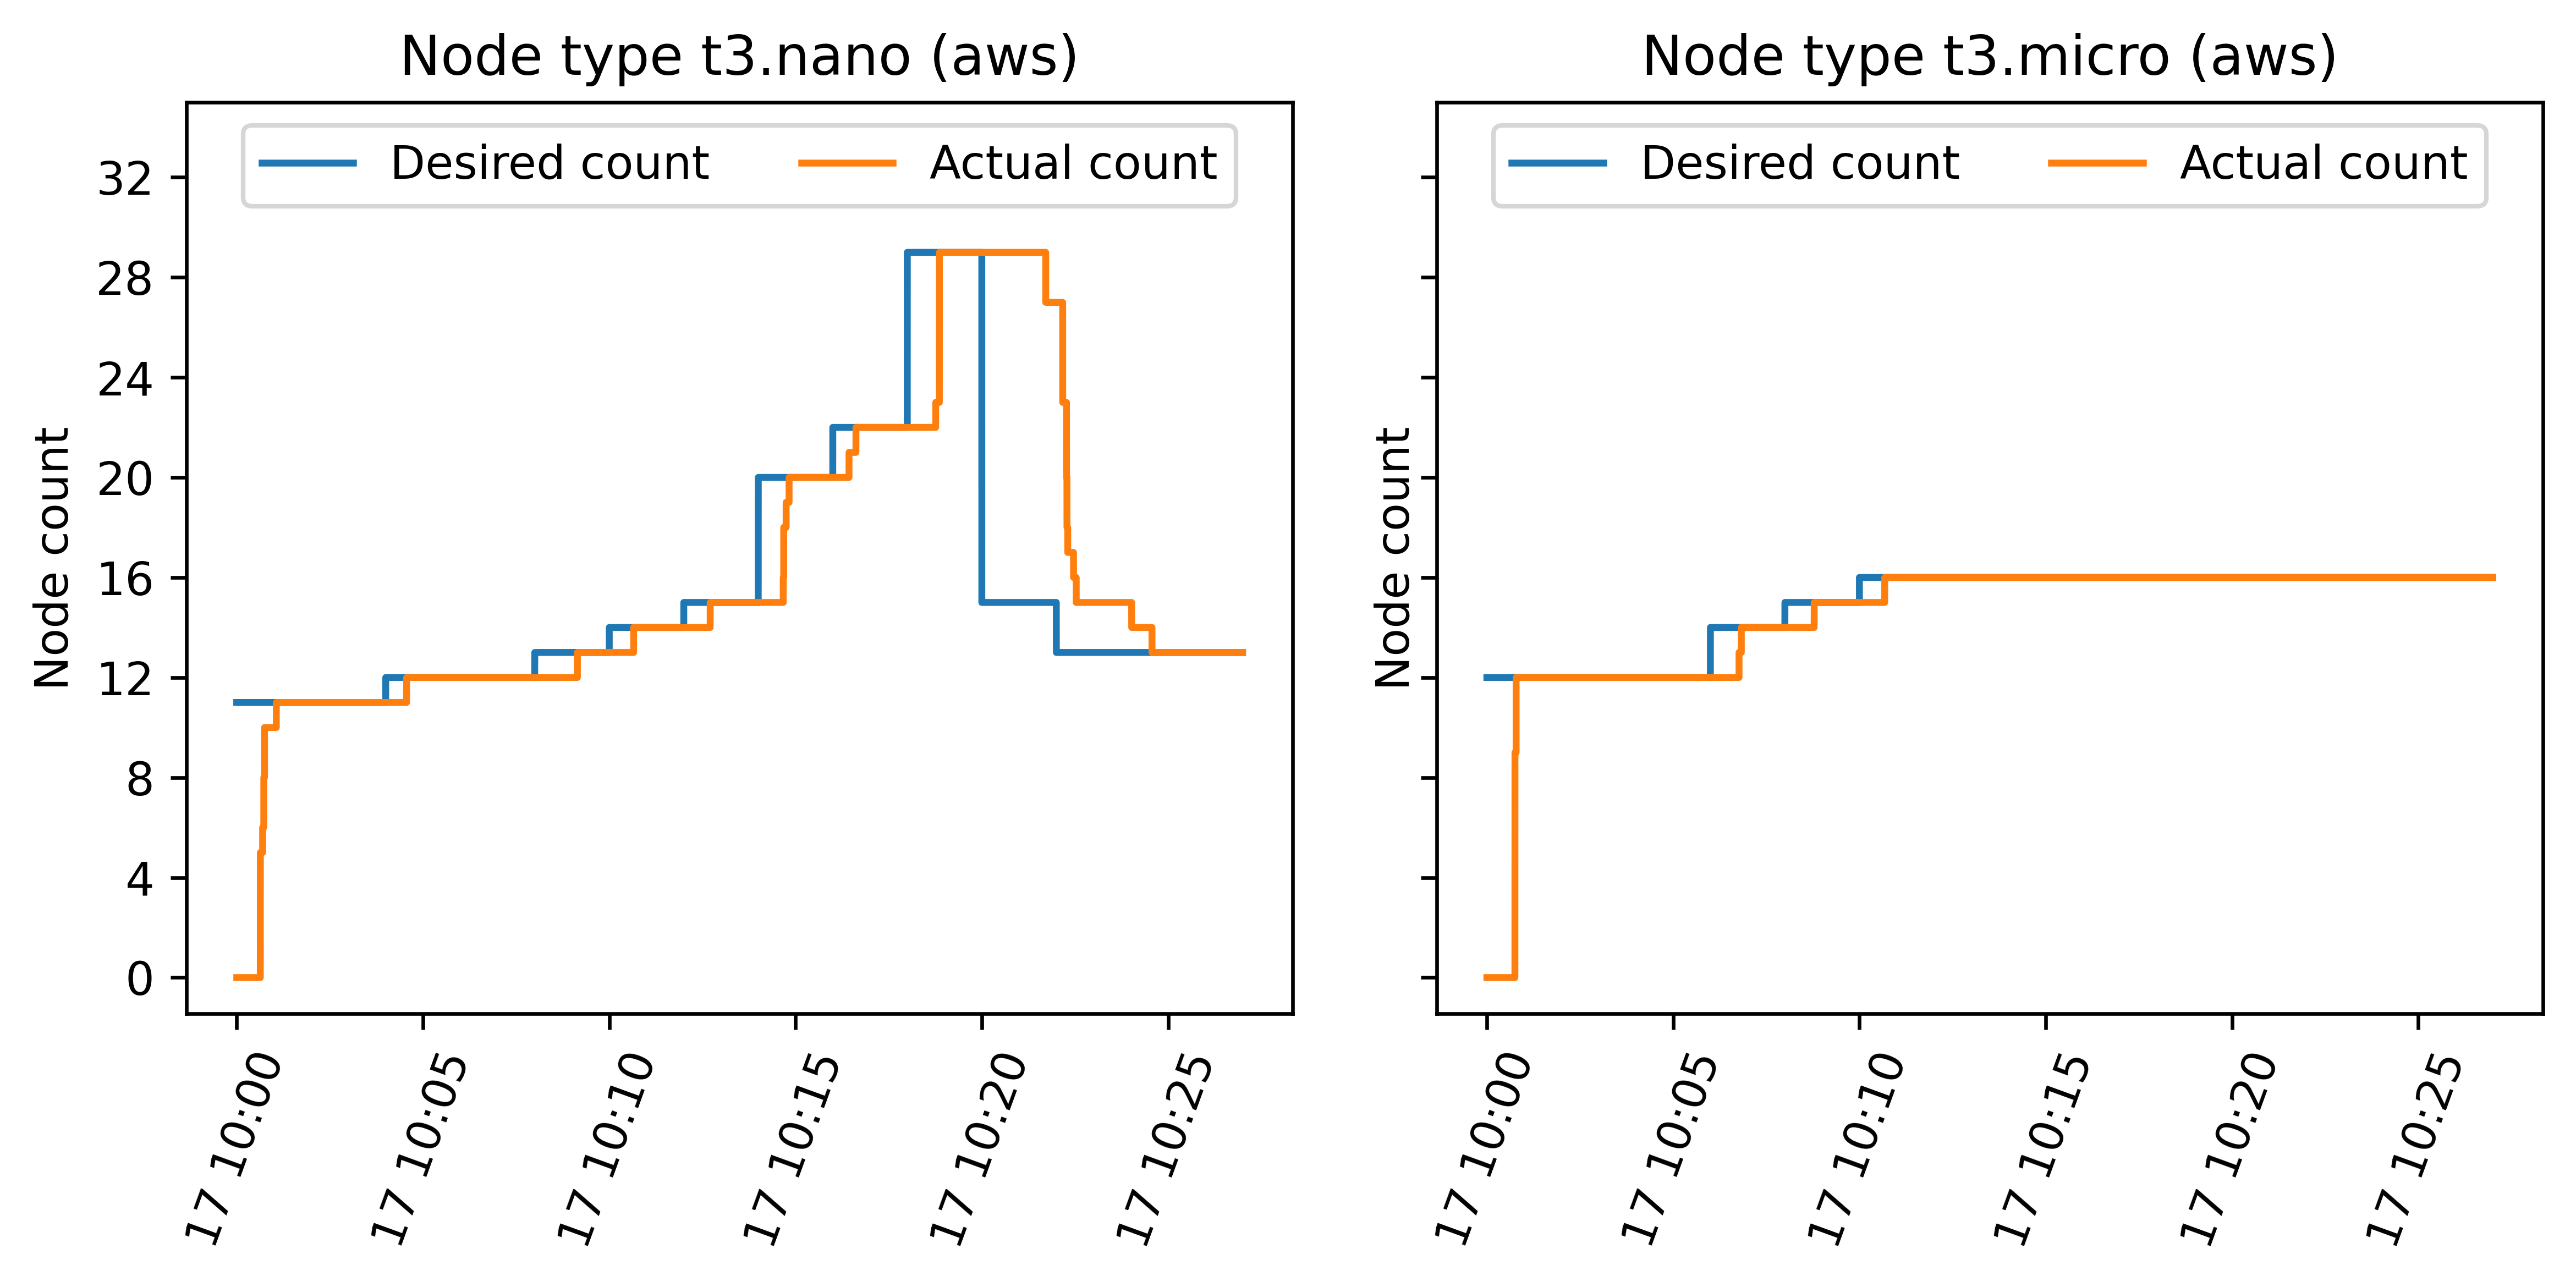 Node type t3.nano (aws)
Desired count
Actual count
Node count
32
28
24
20
16
12
8
4
0
17 10:00
17 10:05
17 10:10
17 10:15
17 10:20
17 10:25
Node type t3.micro (aws)
Desired count
Actual count
Node count
17 10:00
17 10:05
17 10:10
17 10:15
17 10:20
17 10:25